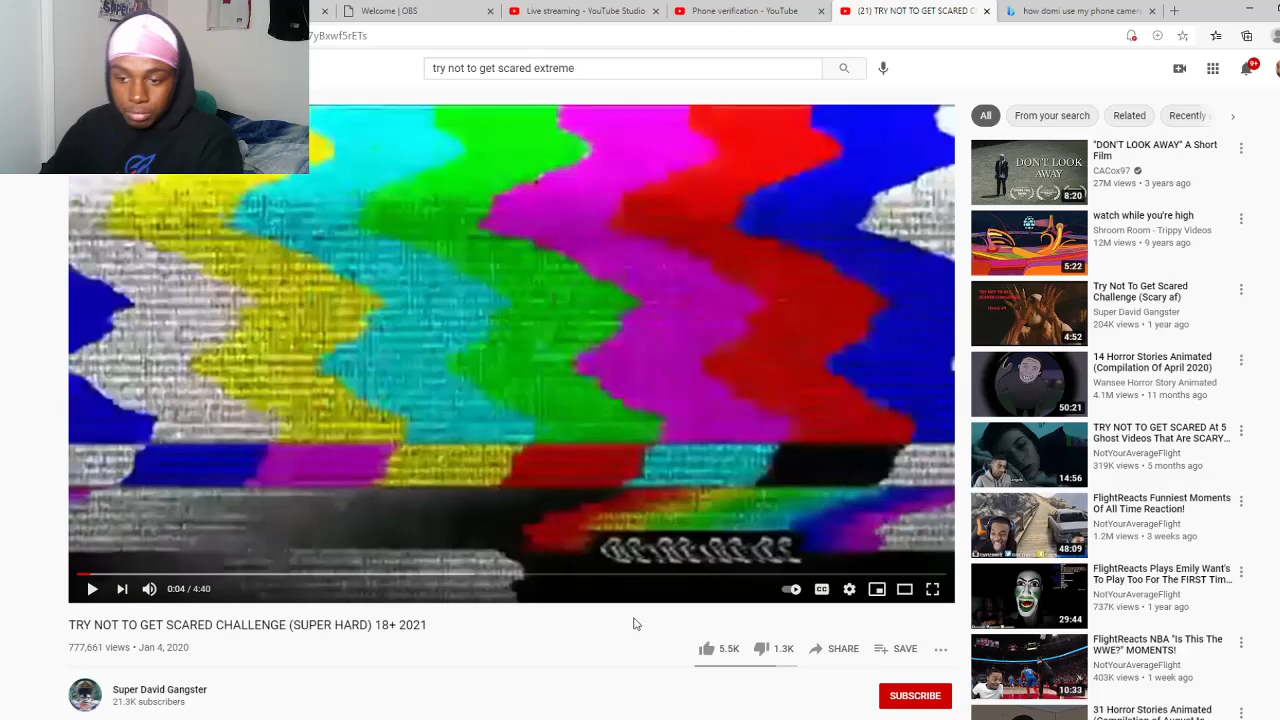 Welcome | OBS
Live streaming - YouTube Studio
Phone verification - YouTube
(21) TRY NOT TO GET SCARED C
how domi use my phone camera
7yBxwf5rETs
try not to get scared extreme
9+
All
From your search
Related
Recently u
"DON'T LOOK AWAY" A Short Film
CACox97
27M views • 3 years ago
DON'T LOOK
AWAY
8:20
watch while you're high
Shroom Room - Trippy Videos
12M views • 9 years ago
5:22
Try Not To Get Scared
Challenge (Scary af)
Super David Gangster
204K views • 1 year ago
4:52
14 Horror Stories Animated
(Compilation Of April 2020)
Wansee Horror Story Animated
4.1M views • 11 months ago
50:21
TRY NOT TO GET SCARED At 5
Ghost Videos That Are SCARY...
NotYourAverageFlight
319K views • 5 months ago
14:56
FlightReacts Funniest Moments
Of All Time Reaction!
NotYourAverageFlight
1.2M views • 3 weeks ago
48:09
FlightReacts Plays Emily Want's
To Play Too For The FIRST Tim...
NotYourAverageFlight
737K views • 1 year ago
29:44
FlightReacts NBA "Is This The
WWE?" MOMENTS!
NotYourAverageFlight
403K views • 1 week ago
10:33
31 Horror Stories Animated
(Compilation of August to
0:04 / 4:40
TRY NOT TO GET SCARED CHALLENGE (SUPER HARD) 18+ 2021
777,661 views • Jan 4, 2020
5.5K
1.3K
SHARE
SAVE
Super David Gangster
21.3K subscribers
SUBSCRIBE